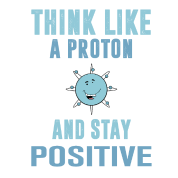 THINK LIKE
A PROTON
AND STAY
POSITIVE